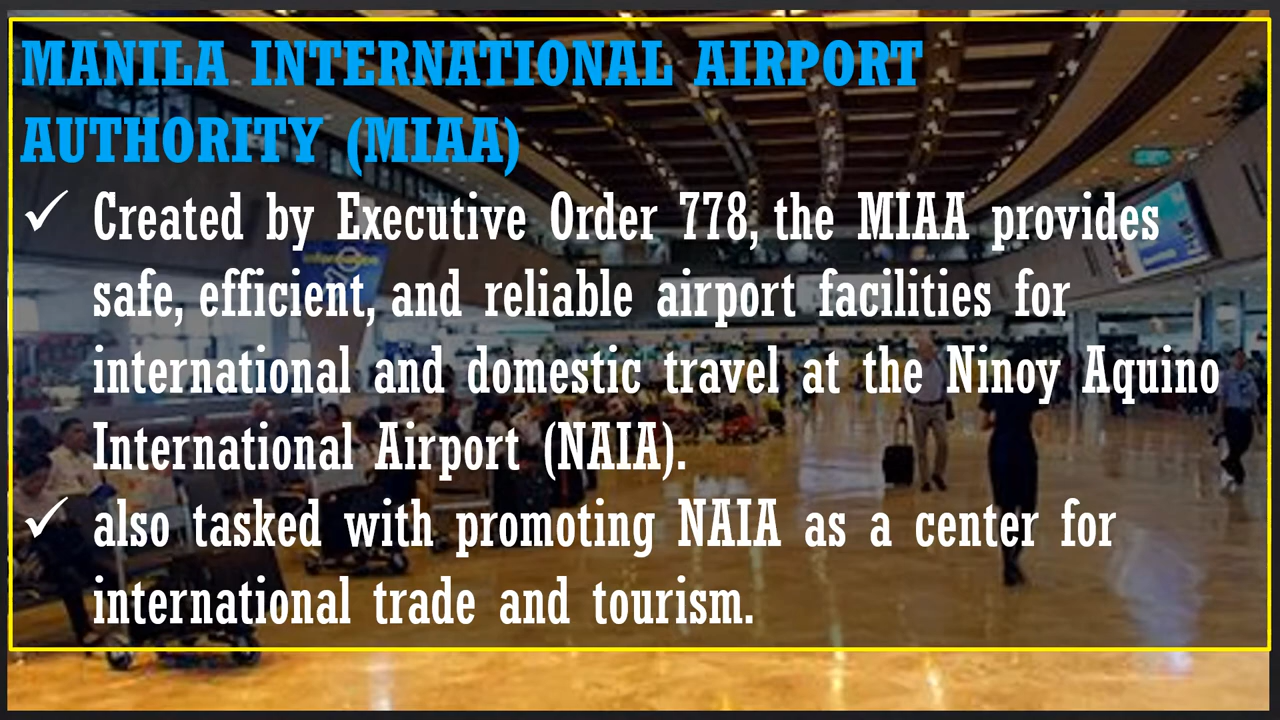 MANILA INTERNATIONAL AIRPORT
AUTHORITY (MIAA)
✓ Created by Executive Order 778, the MIAA provides
safe, efficient, and reliable airport facilities for
international and domestic travel at the Ninoy Aquino
International Airport (NAIA).
✓ also tasked with promoting NAIA as a center for
international trade and tourism.
information